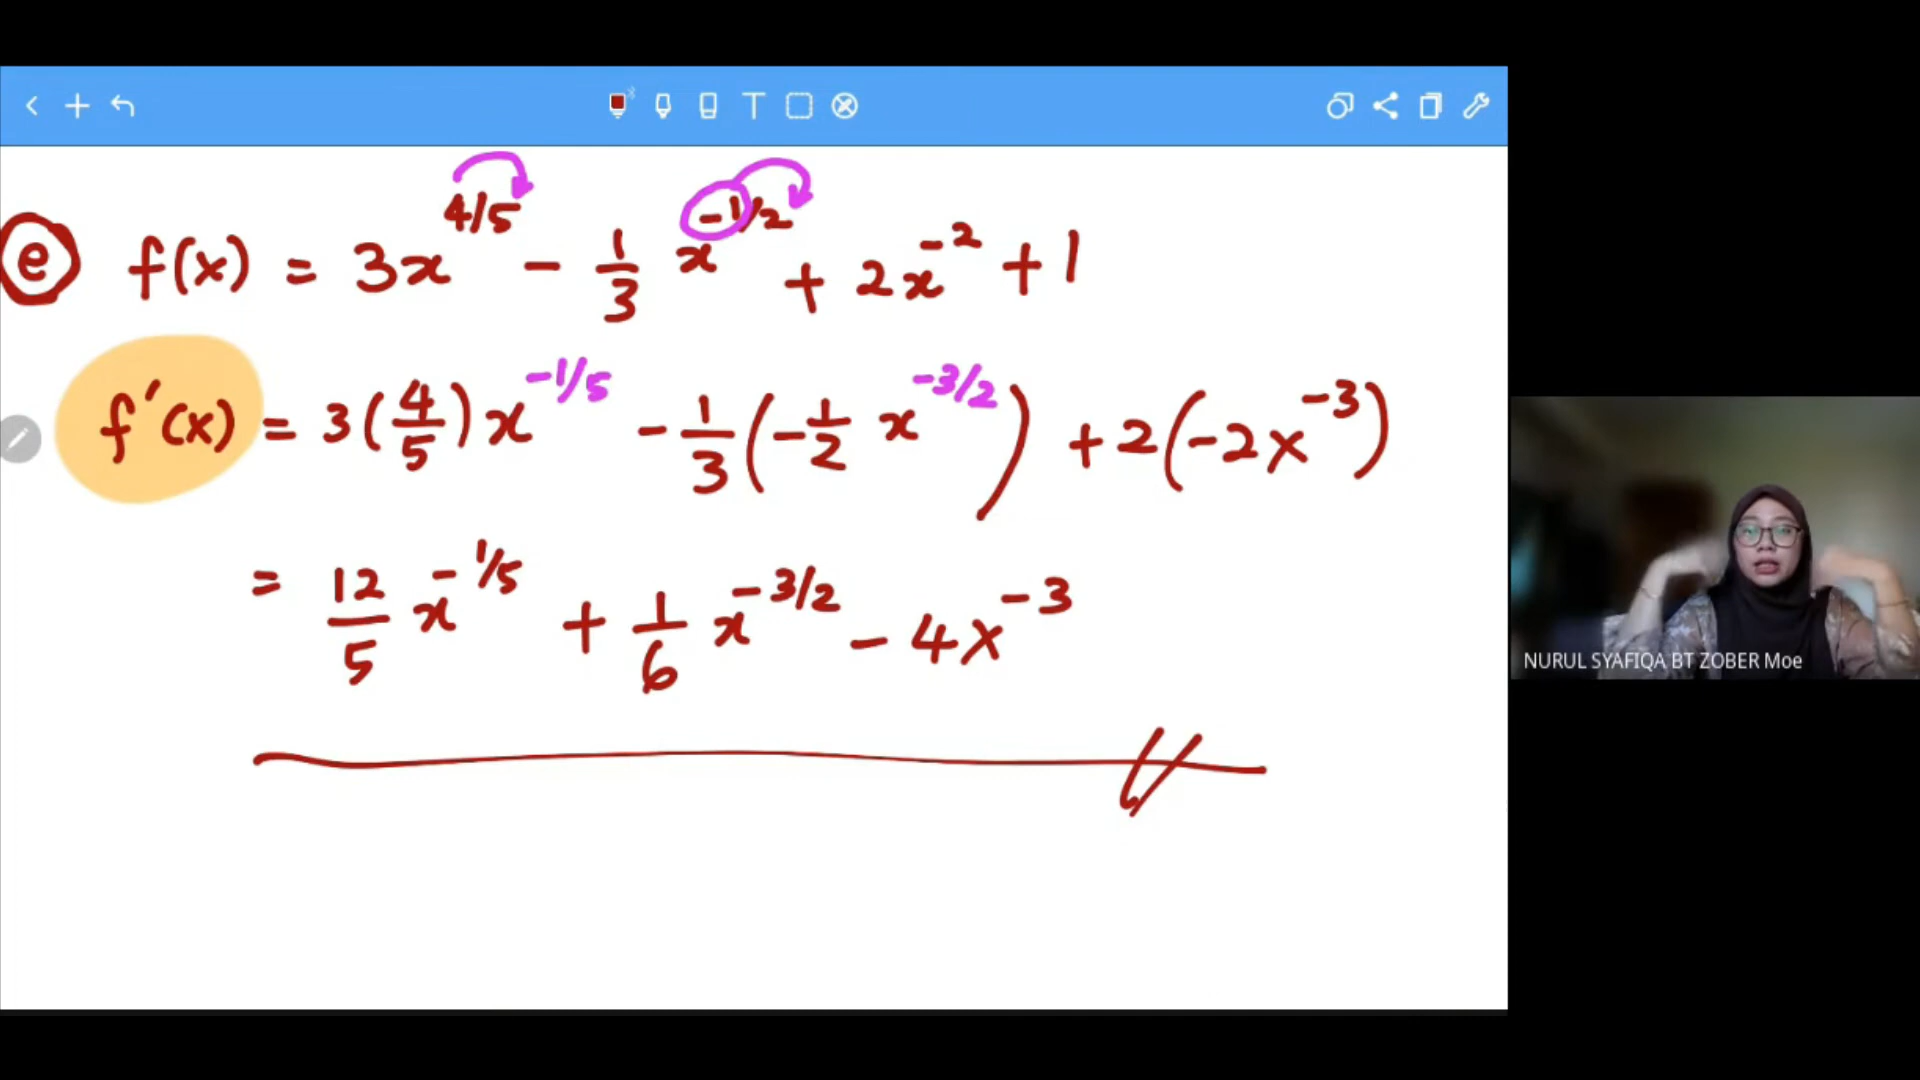 e f(x) = 3x^4/5 - 1/3 x^-1/2 + 2x^-2 + 1
f'(x) = 3(4/5)x^-1/5 - 1/3(-1/2 x^-3/2) + 2(-2x^-3)
= 12/5 x^-1/5 + 1/6 x^-3/2 - 4x^-3
NURUL SYAFIQA BT ZOBER Moe